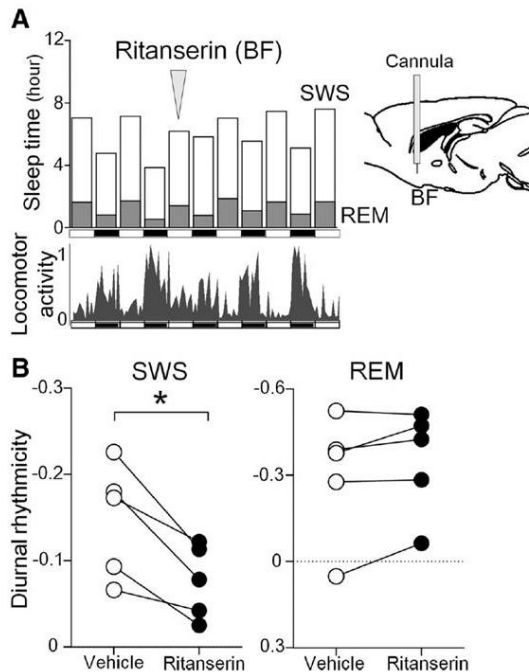 A
Ritanserin (BF)
Cannula
SWS
BF
REM
Sleep time (hour)
12
8
4
0
Locomotor
activity
1
0
B
SWS
REM
*
Diurnal rhythmicity
-0.3
-0.2
-0.1
0
-0.6
-0.3
0
0.3
Vehicle
Ritanserin
Vehicle
Ritanserin